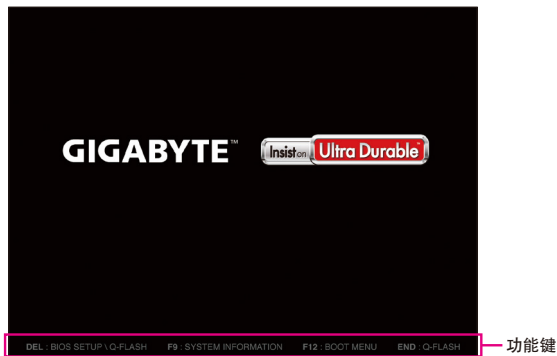 GIGABYTE™ Insist on Ultra Durable™
DEL : BIOS SETUP \ Q-FLASH F9 : SYSTEM INFORMATION F12 : BOOT MENU END : Q-FLASH
功能键